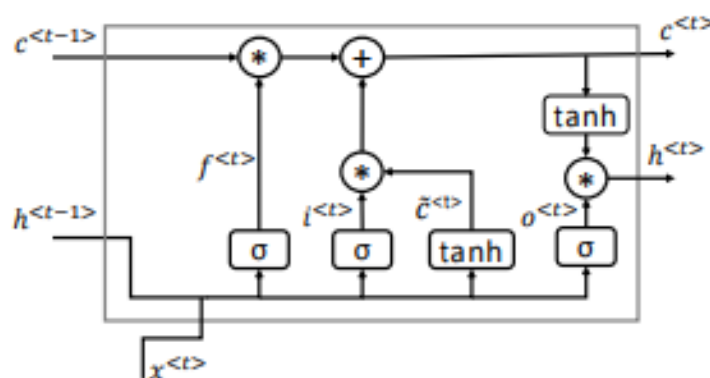 c<t-1>
* + c<t>
tanh
f<t> * * h<t>
h<t-1> i<t> c̃<t> o<t>
σ σ tanh σ
x<t>